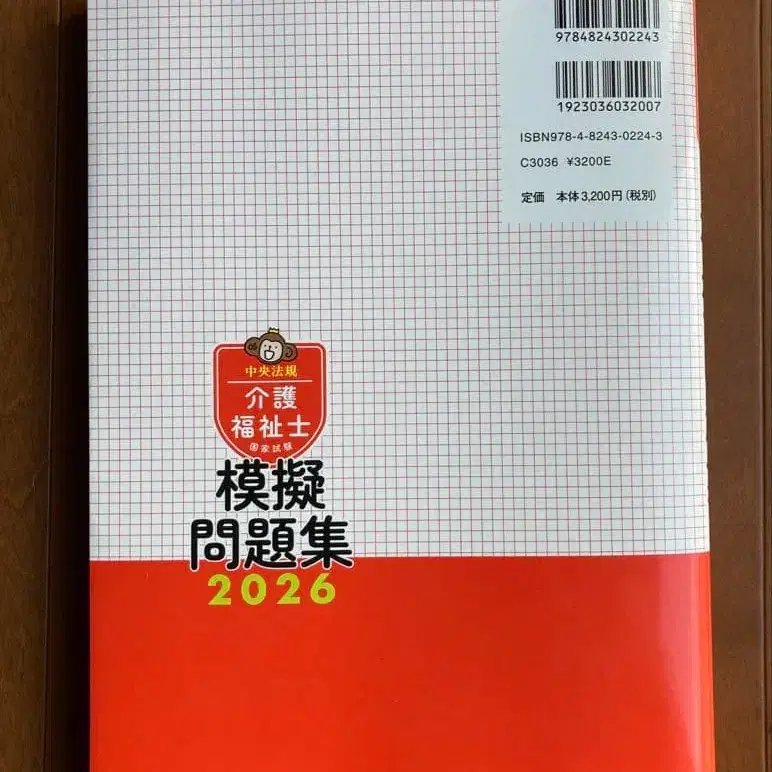 9784824302243
1923036032007
ISBN978-4-8243-0224-3
C3036 ¥3200E
定価 本体3,200円(税別)
中央法規
介護
福祉士
国家試験
模擬
問題集
2026